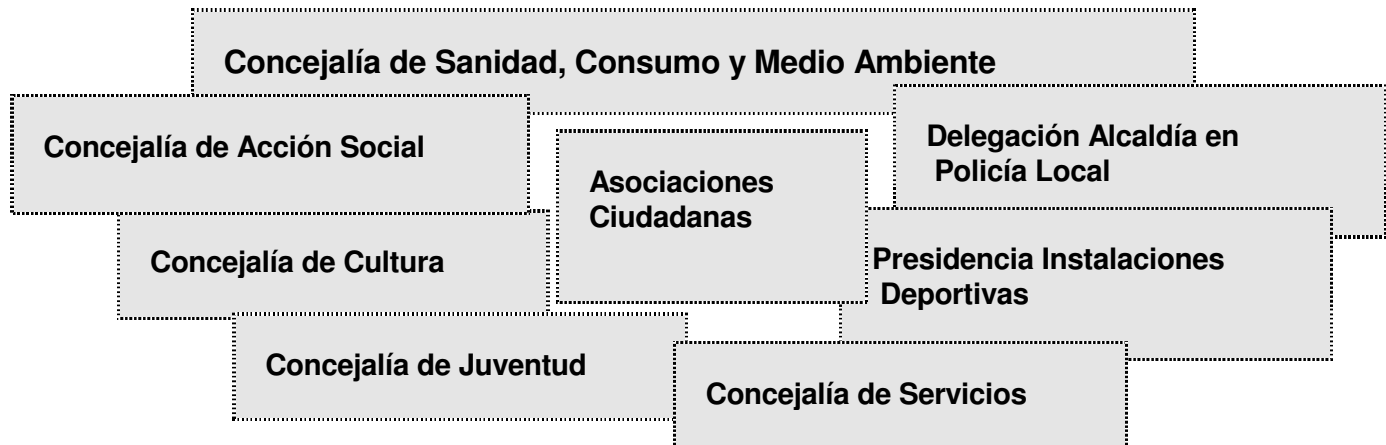 Concejalía de Sanidad, Consumo y Medio Ambiente
Concejalía de Acción Social
Delegación Alcaldía en
Policía Local
Asociaciones
Ciudadanas
Concejalía de Cultura
Presidencia Instalaciones
Deportivas
Concejalía de Juventud
Concejalía de Servicios